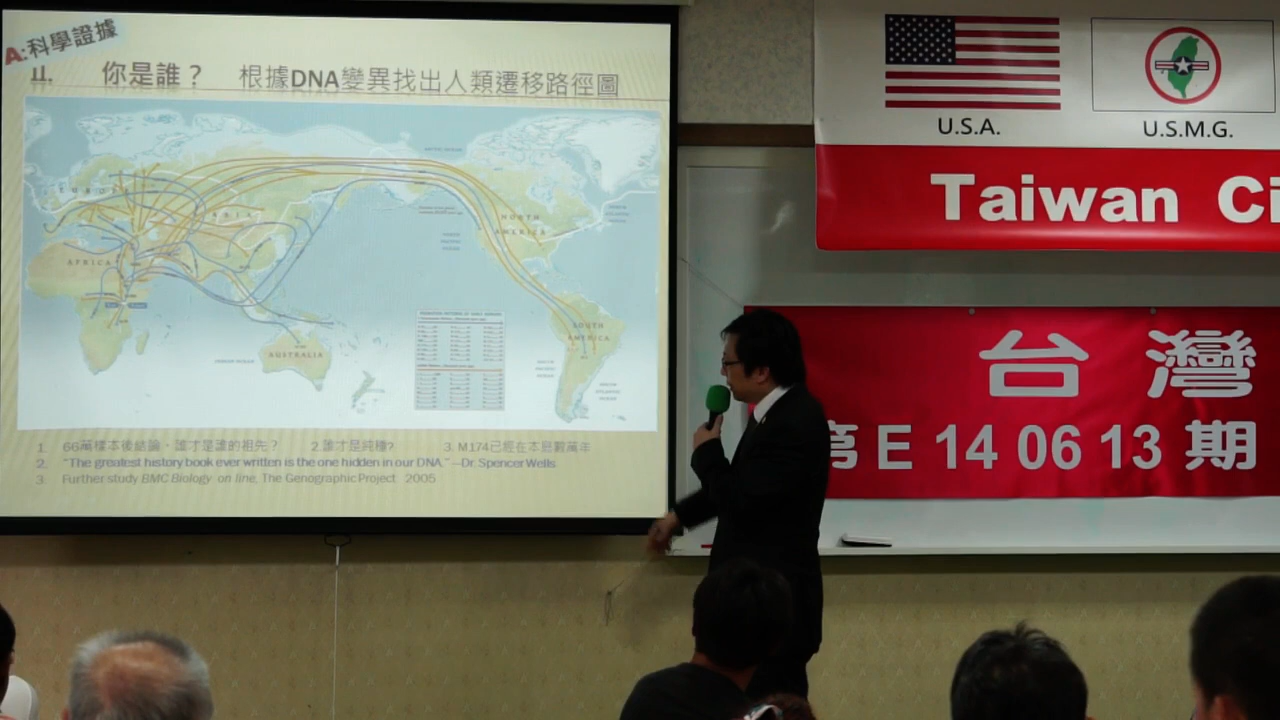 A:科學證據
II. 你是誰？ 根據DNA變異找出人類遷移路徑圖
EUROPE
ASIA
AFRICA
NORTH AMERICA
SOUTH AMERICA
AUSTRALIA
1. 66萬樣本後結論、誰才是誰的祖先？ 2.誰才是純種? 3. M174已經在本島數萬年
2. "The greatest history book ever written is the one hidden in our DNA." —Dr. Spencer Wells
3. Further study BMC Biology on line, The Genographic Project 2005
U.S.A.
U.S.M.G.
Taiwan Ci
台灣
第 E 14 06 13 期